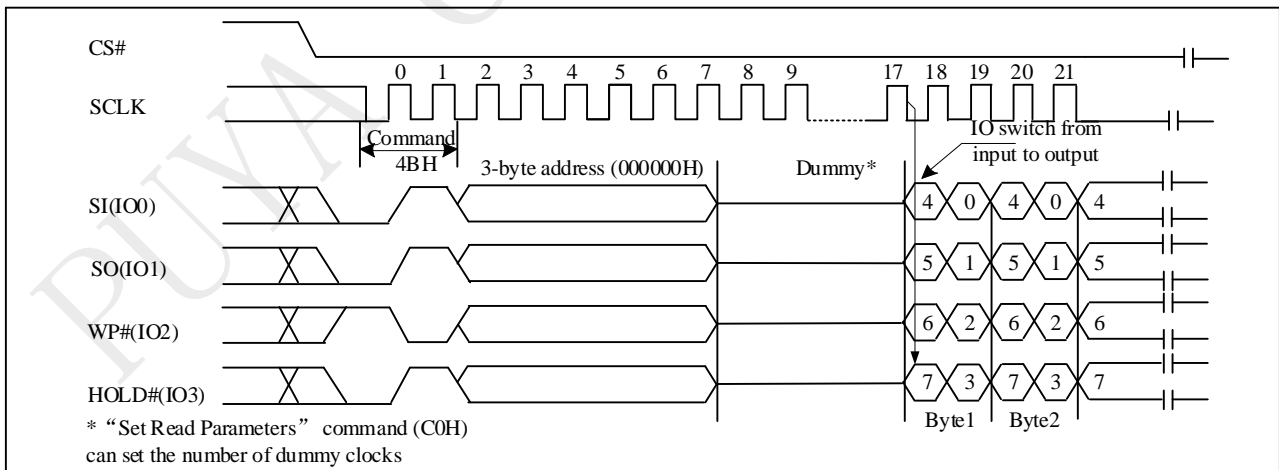 PUYA
CS#
0 1 2 3 4 5 6 7 8 9 17 18 19 20 21
SCLK
Command
4BH
IO switch from
input to output
3-byte address (000000H)
Dummy*
SI(IO0)
4 0 4 0 4
SO(IO1)
5 1 5 1 5
WP#(IO2)
6 2 6 2 6
HOLD#(IO3)
7 3 7 3 7
Byte1 Byte2
* “Set Read Parameters” command (C0H)
can set the number of dummy clocks